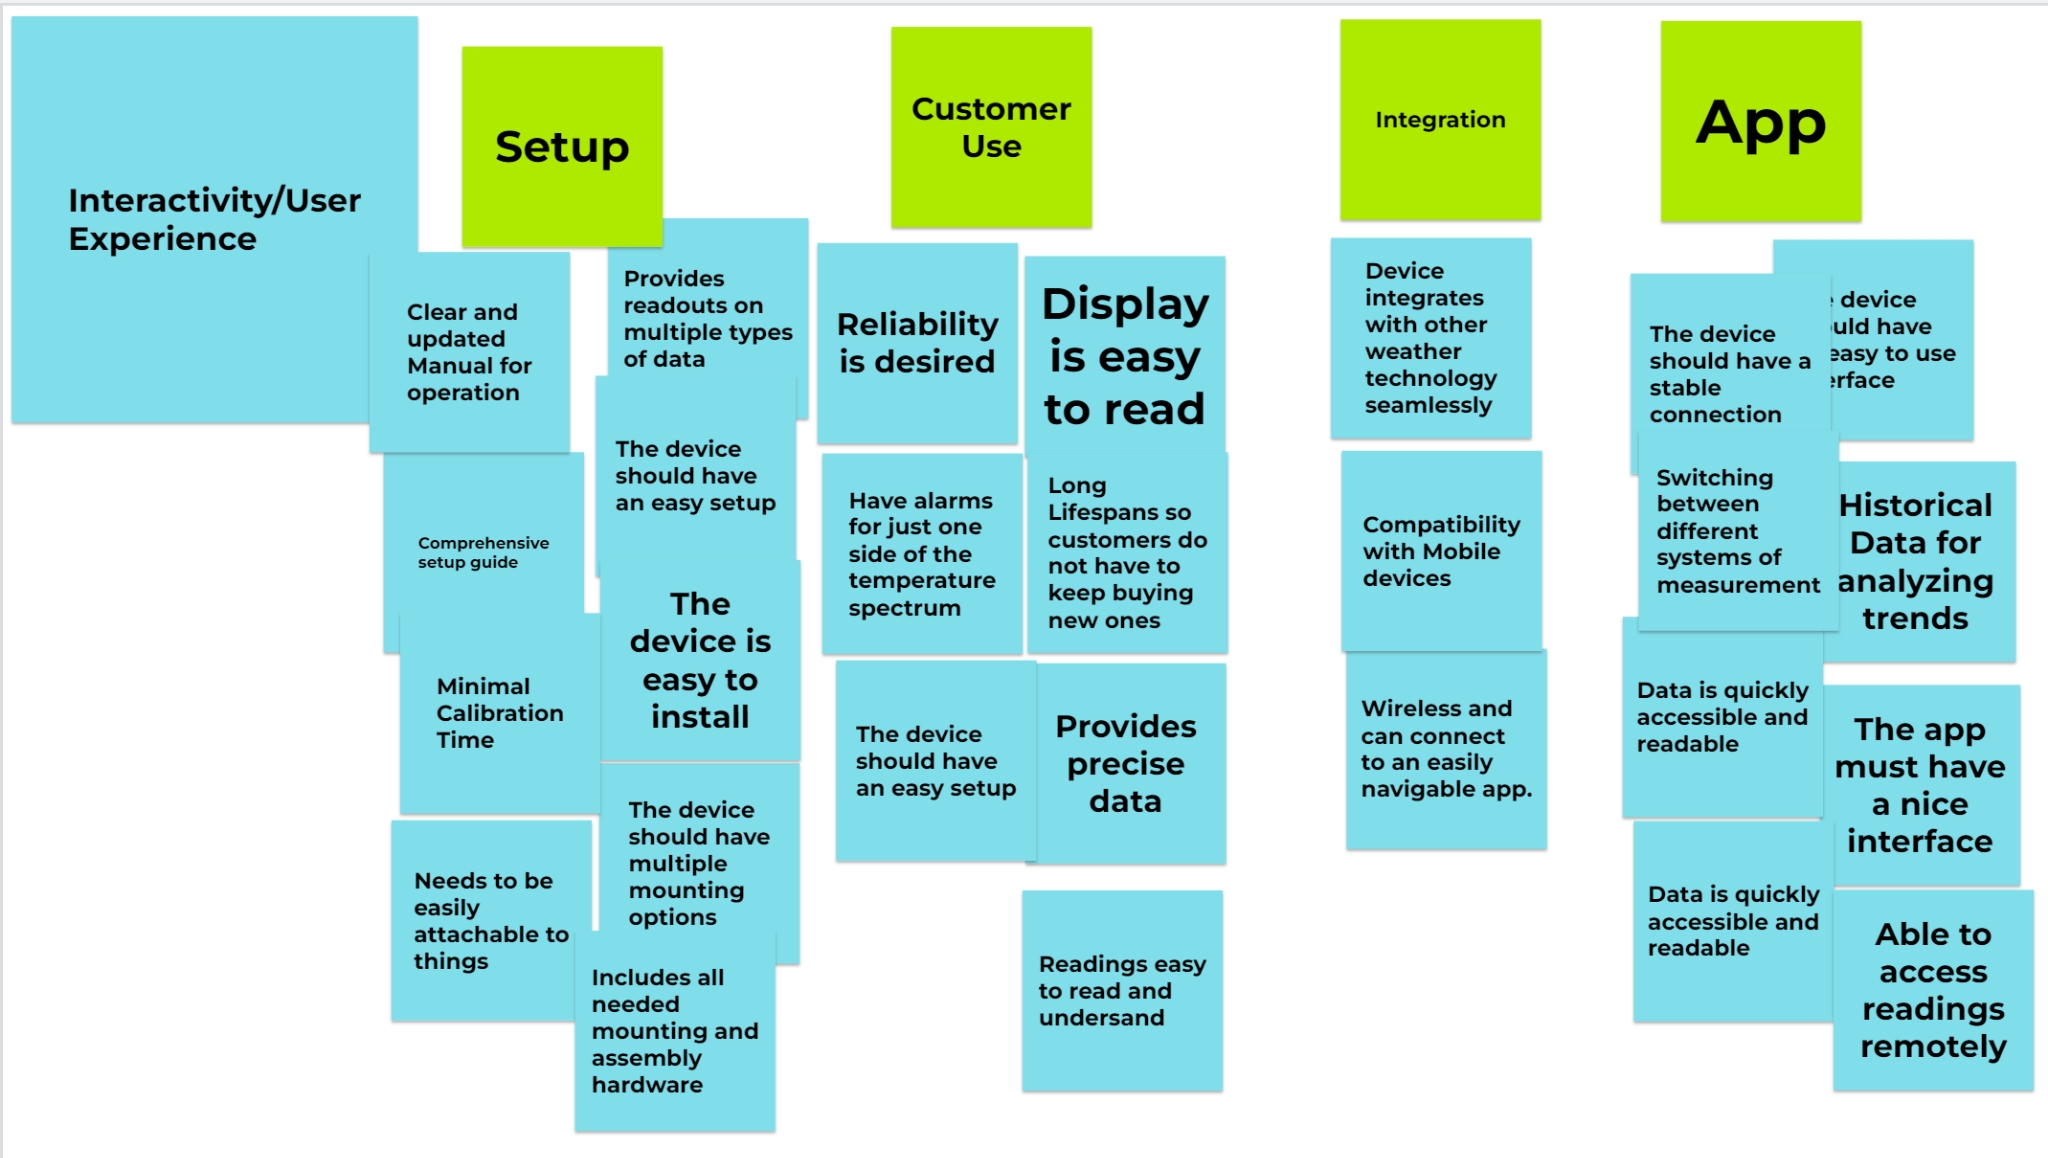 Interactivity/User
Experience
Setup
Clear and
updated
Manual for
operation
Provides
readouts on
multiple types
of data
The device
should have
an easy setup
Comprehensive
setup guide
The
device is
easy to
install
Minimal
Calibration
Time
The device
should have
multiple
mounting
options
Needs to be
easily
attachable to
things
Includes all
needed
mounting and
assembly
hardware
Customer
Use
Reliability
is desired
Display
is easy
to read
Have alarms
for just one
side of the
temperature
spectrum
Long
Lifespans so
customers do
not have to
keep buying
new ones
The device
should have
an easy setup
Provides
precise
data
Readings easy
to read and
undersand
Integration
Device
integrates
with other
weather
technology
seamlessly
Compatibility
with Mobile
devices
Wireless and
can connect
to an easily
navigable app.
App
The device
should have a
stable
connection
device
have
easy to use
Switching
between
different
systems of
measurement
Historical
Data for
analyzing
trends
Data is quickly
accessible and
readable
The app
must have
a nice
interface
Data is quickly
accessible and
readable
Able to
access
readings
remotely